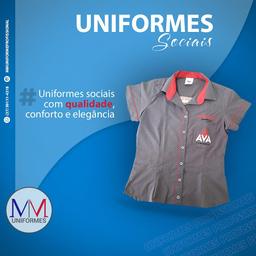 UNIFORMES
Sociais
#Uniformes sociais
com qualidade,
conforto e elegância
AVA
MM
UNIFORMES